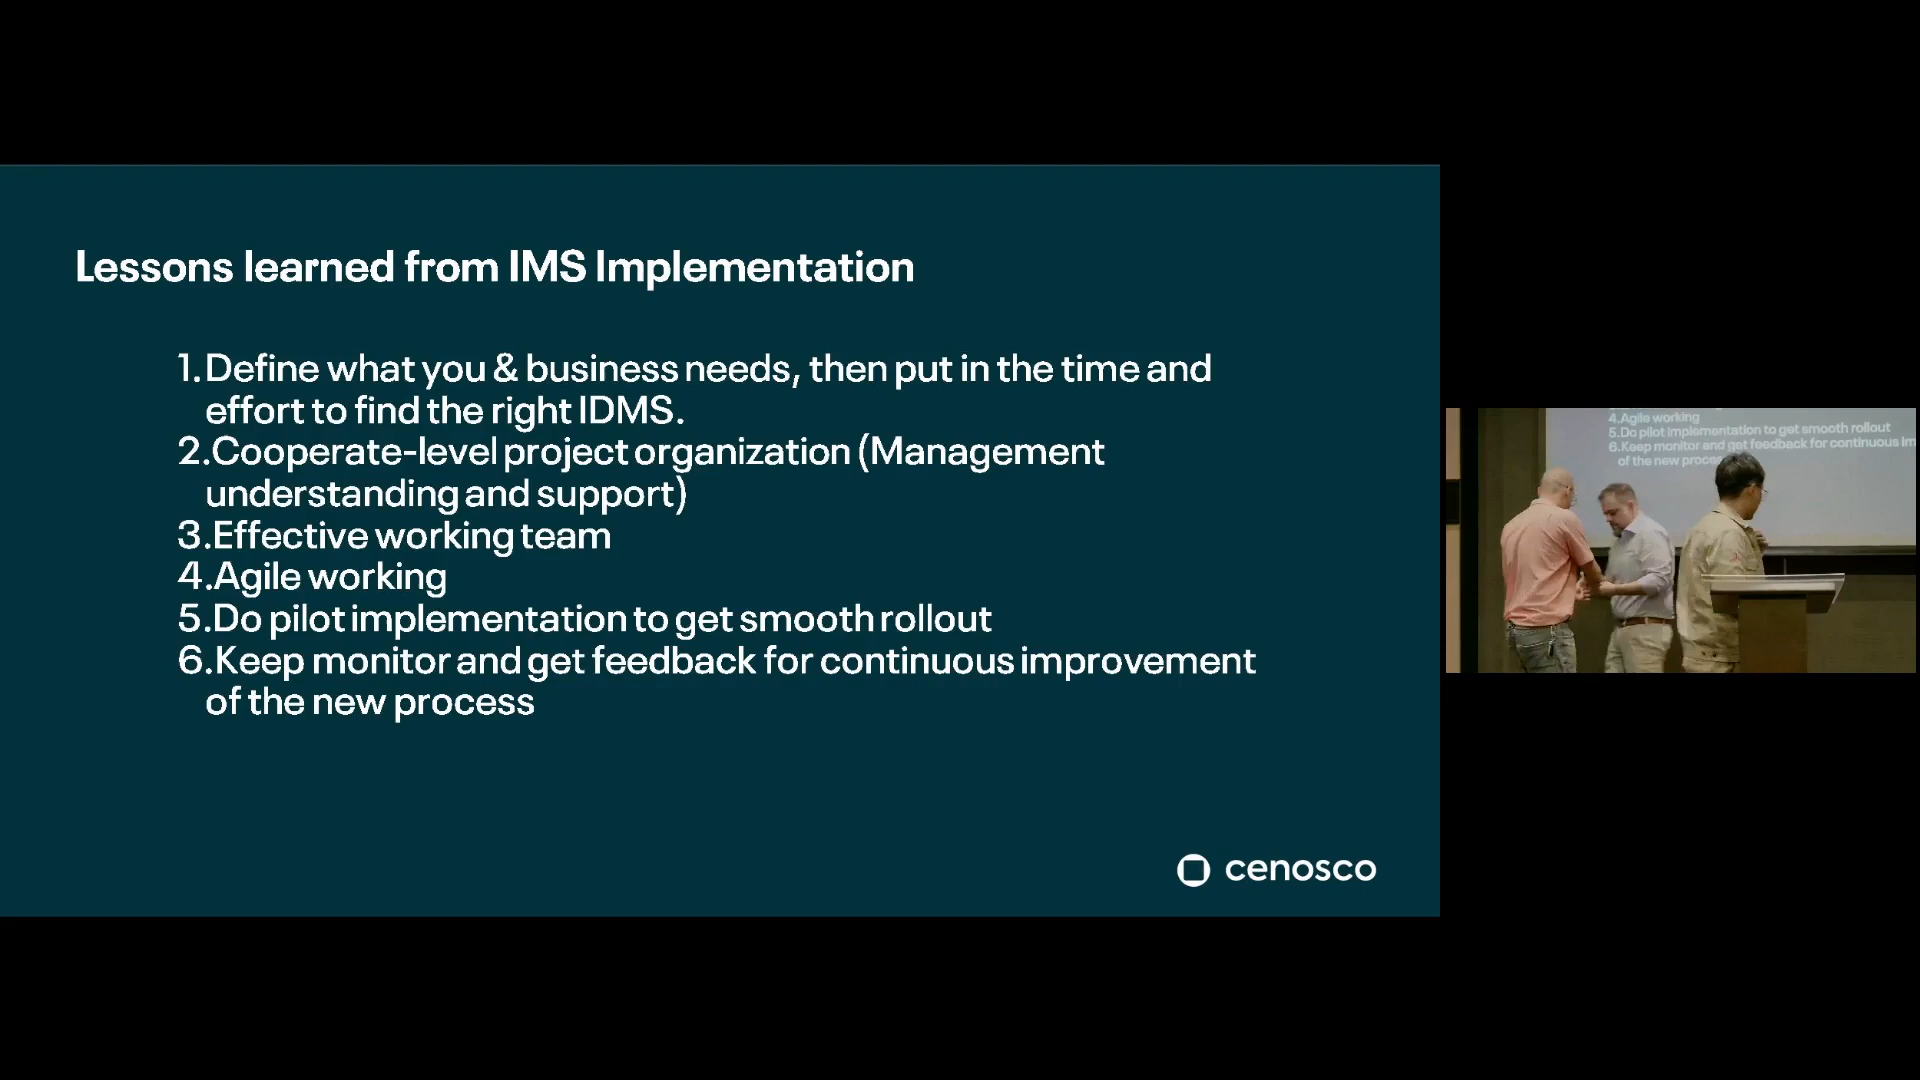 Lessons learned from IMS Implementation
1.Define what you & business needs, then put in the time and
effort to find the right IDMS.
2.Cooperate-level project organization (Management
understanding and support)
3.Effective working team
4.Agile working
5.Do pilot implementation to get smooth rollout
6.Keep monitor and get feedback for continuous improvement
of the new process
cenosco
4.Agile working
5.Do pilot implementation to get smooth rollout
6.Keep monitor and get feedback for continuous im
of the new proce